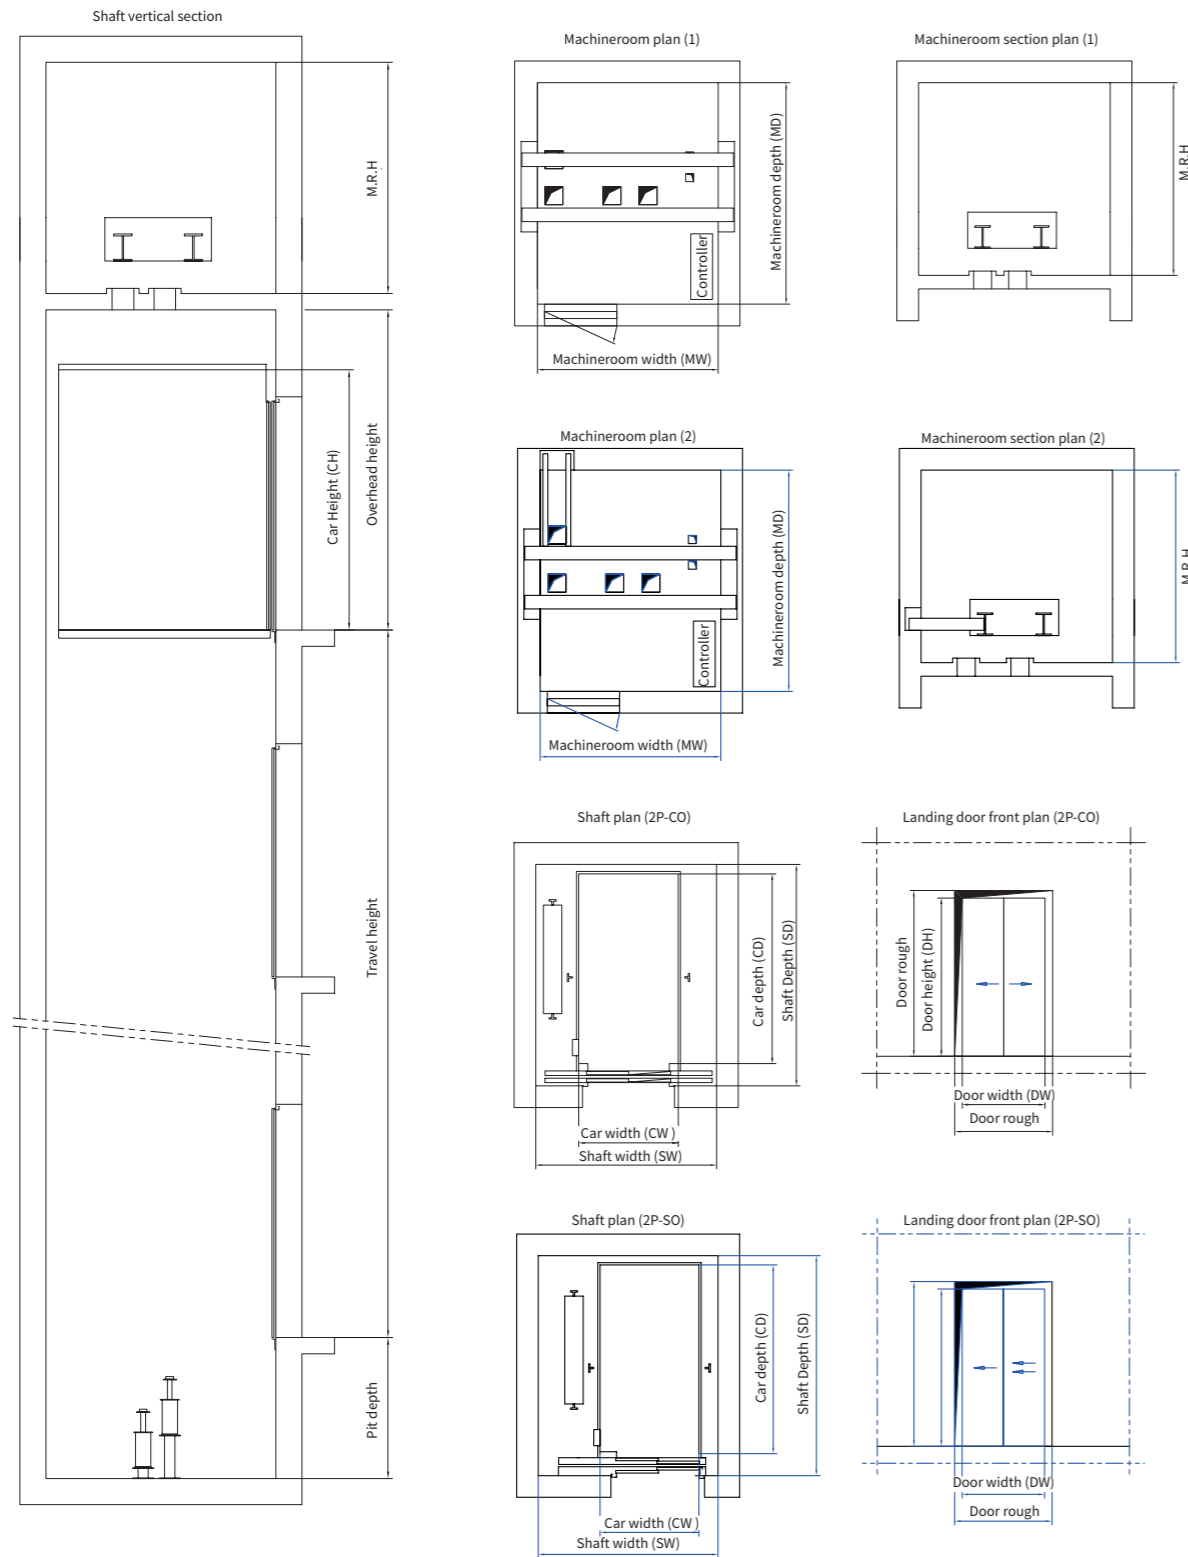 Shaft vertical section
M.R.H
Car Height (CH)
Overhead height
Travel height
Pit depth
Machineroom plan (1)
Machineroom depth (MD)
Controller
Machineroom width (MW)
Machineroom section plan (1)
M.R.H
Machineroom plan (2)
Machineroom depth (MD)
Controller
Machineroom width (MW)
Machineroom section plan (2)
M.R.H
Shaft plan (2P-CO)
Car depth (CD)
Shaft Depth (SD)
Car width (CW )
Shaft width (SW)
Landing door front plan (2P-CO)
Door rough
Door height (DH)
Door width (DW)
Door rough
Shaft plan (2P-SO)
Car depth (CD)
Shaft Depth (SD)
Car width (CW )
Shaft width (SW)
Landing door front plan (2P-SO)
Door width (DW)
Door rough